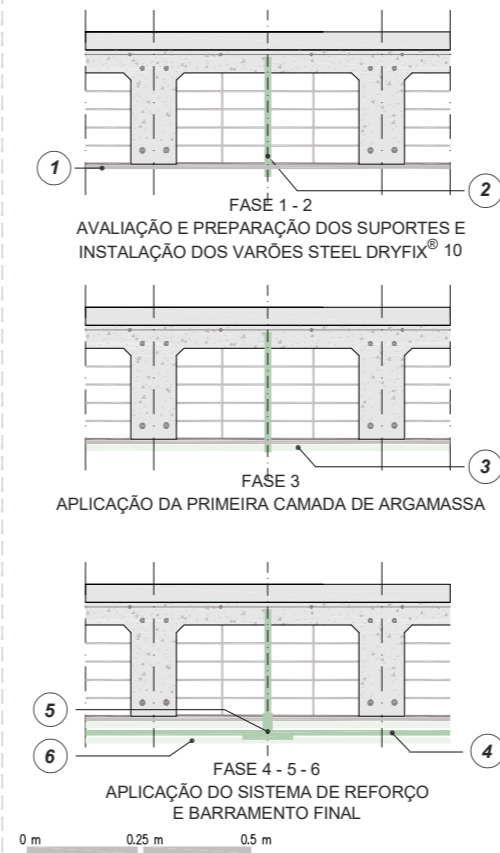 1
2
FASE 1 - 2
AVALIAÇÃO E PREPARAÇÃO DOS SUPORTES E
INSTALAÇÃO DOS VARÕES STEEL DRYFIX® 10
3
FASE 3
APLICAÇÃO DA PRIMEIRA CAMADA DE ARGAMASSA
5
6
4
FASE 4 - 5 - 6
APLICAÇÃO DO SISTEMA DE REFORÇO
E BARRAMENTO FINAL
0 m 0.25 m 0.5 m